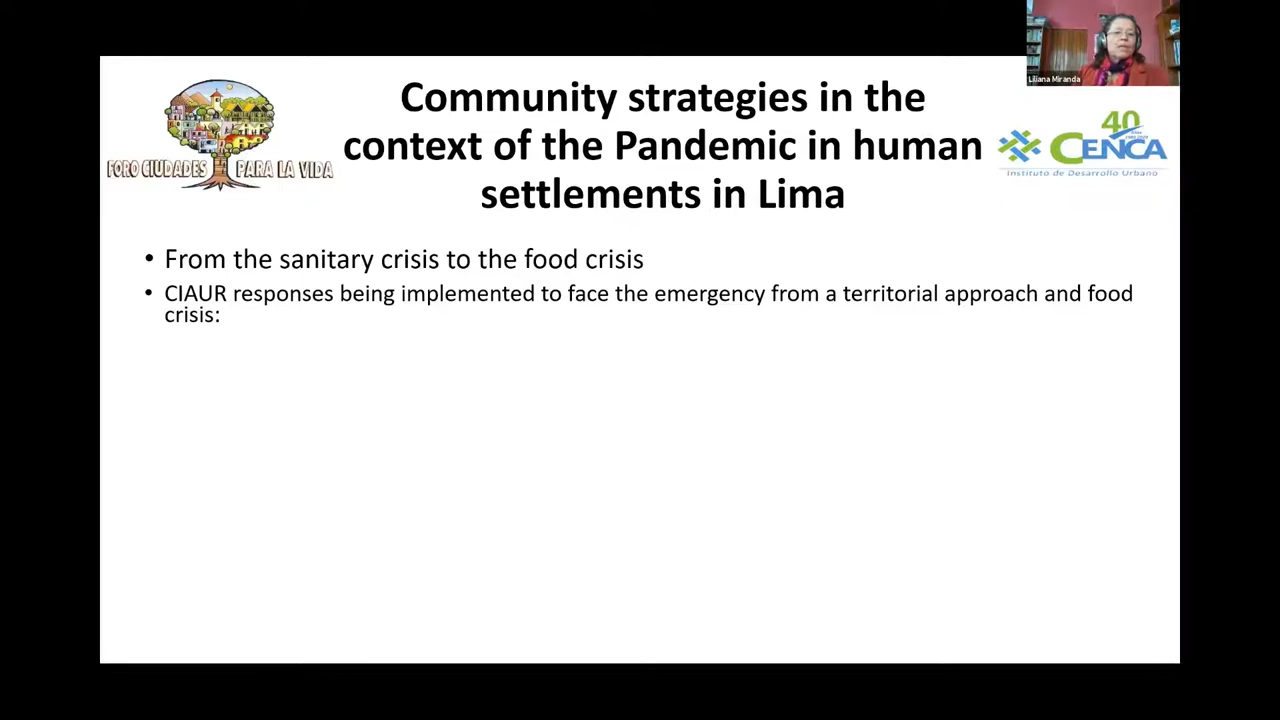 Liliana Miranda
Community strategies in the
context of the Pandemic in human
settlements in Lima
FORO CIUDADES PARA LA VIDA
40
CENCA
Instituto de Desarrollo Urbano
• From the sanitary crisis to the food crisis
• CIAUR responses being implemented to face the emergency from a territorial approach and food
crisis: